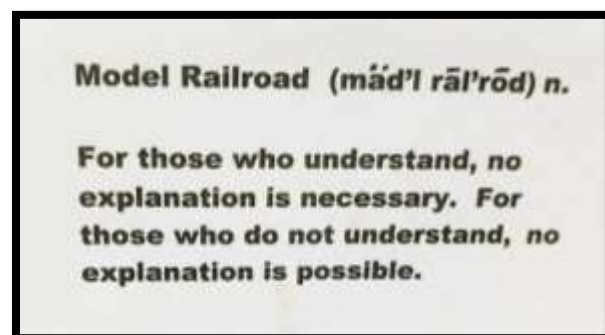 Model Railroad (mäd'l rāl'rōd) n.
For those who understand, no
explanation is necessary. For
those who do not understand, no
explanation is possible.